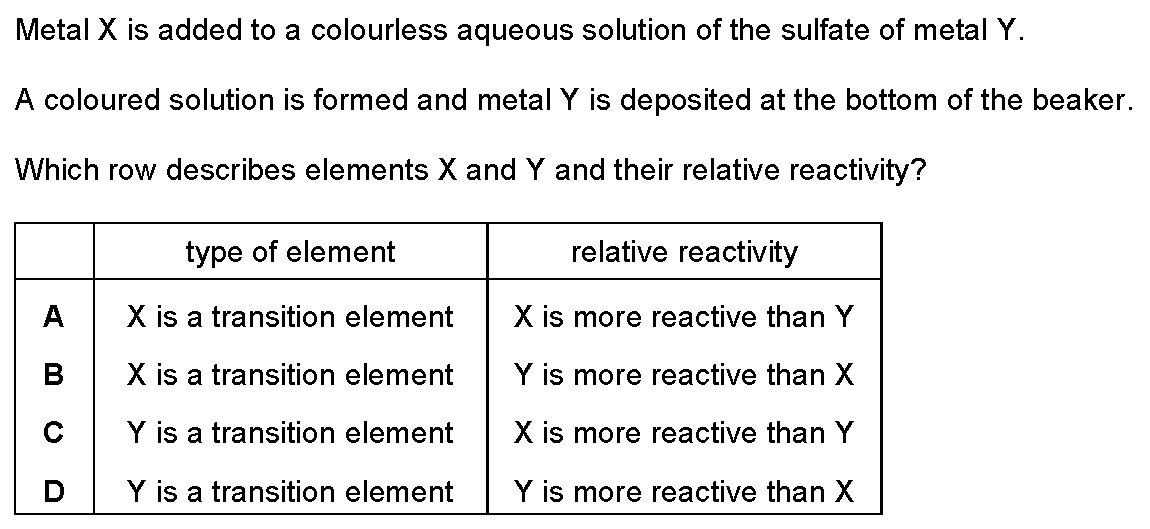 Metal X is added to a colourless aqueous solution of the sulfate of metal Y.
A coloured solution is formed and metal Y is deposited at the bottom of the beaker.
Which row describes elements X and Y and their relative reactivity?
type of element relative reactivity
A X is a transition element X is more reactive than Y
B X is a transition element Y is more reactive than X
C Y is a transition element X is more reactive than Y
D Y is a transition element Y is more reactive than X